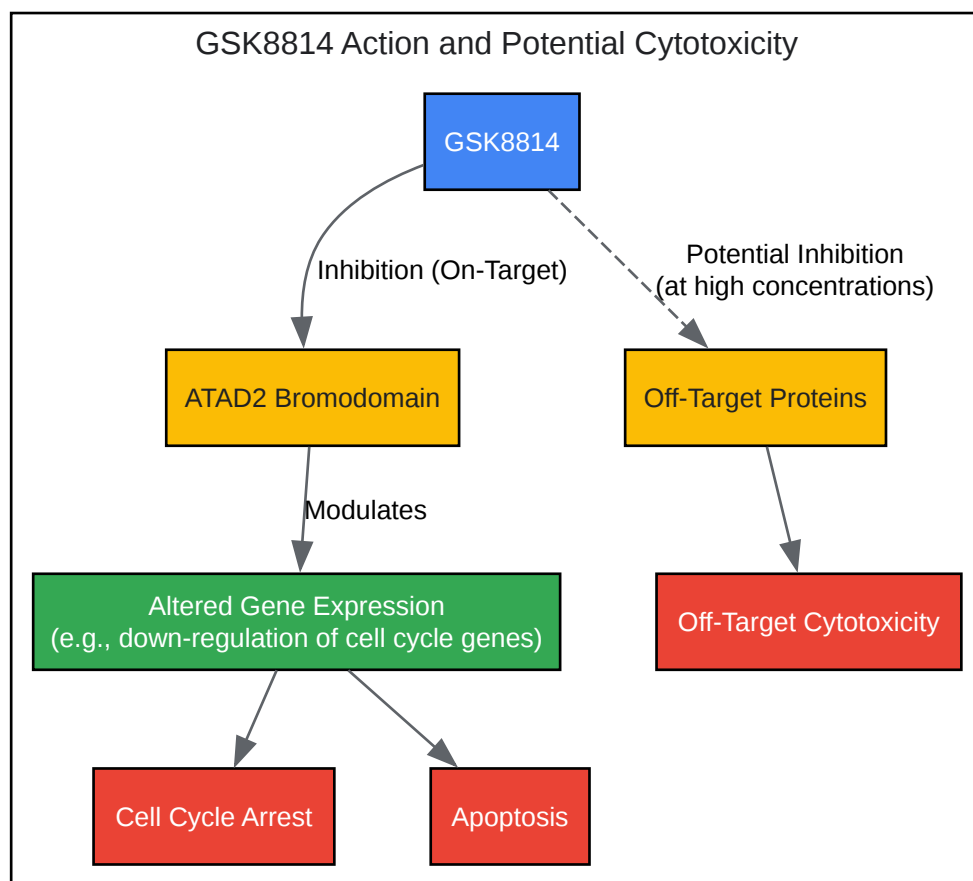 GSK8814 Action and Potential Cytotoxicity
GSK8814
Inhibition (On-Target)
Potential Inhibition
(at high concentrations)
ATAD2 Bromodomain
Off-Target Proteins
Modulates
Altered Gene Expression
(e.g., down-regulation of cell cycle genes)
Off-Target Cytotoxicity
Cell Cycle Arrest
Apoptosis